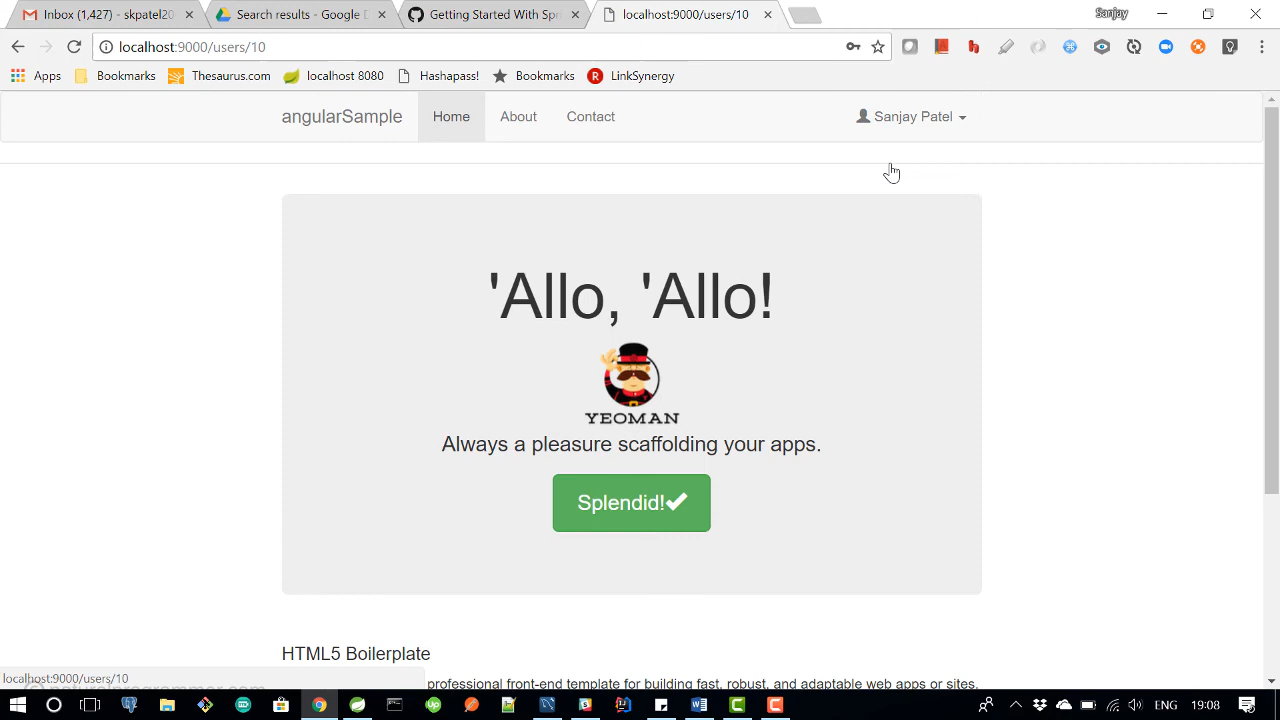 Inbox (1,427) - skpatel20
Search results - Google D
Getting Started With Spri
localhost:9000/users/10
Sanjay
localhost:9000/users/10
Apps
Bookmarks
Thesaurus.com
localhost 8080
Hashapass!
Bookmarks
LinkSynergy
angularSample
Home
About
Contact
Sanjay Patel
'Allo, 'Allo!
YEOMAN
Always a pleasure scaffolding your apps.
Splendid!
HTML5 Boilerplate
professional front-end template for building fast, robust, and adaptable web apps or sites.
localhost:9000/users/10
ENG
19:08